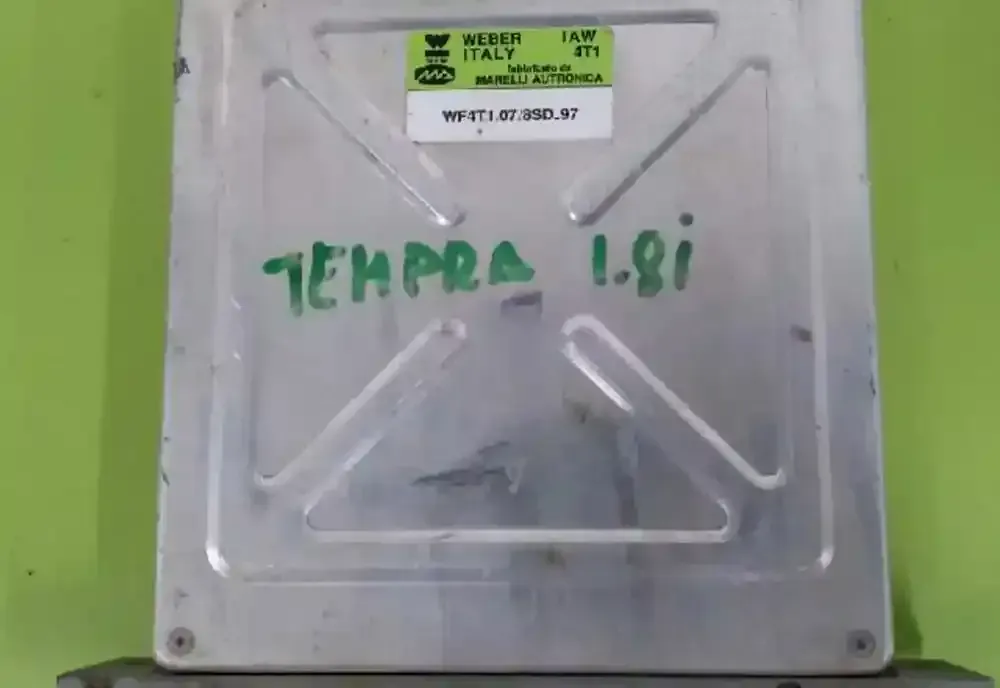 WEBER IAW
ITALY 4T1
fabbricato da
MARELLI AUTRONICA
WF4T1.07/8SD.97
TEMPRA 1.8i